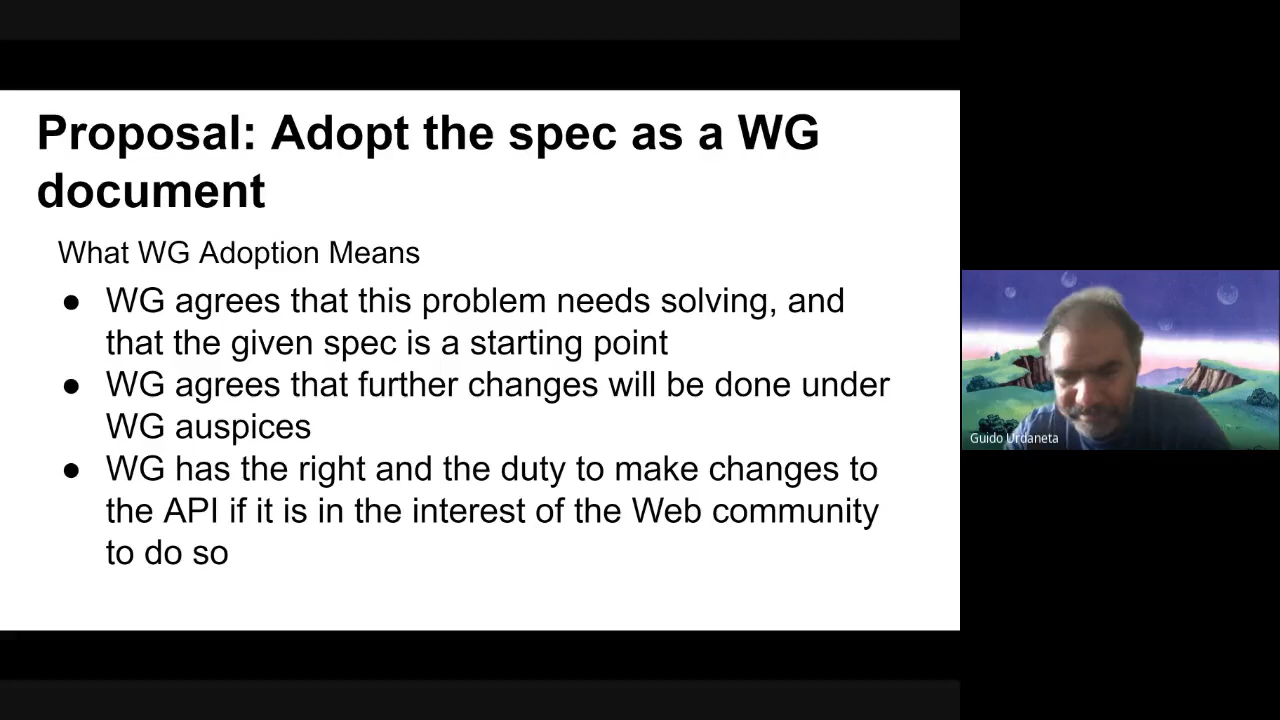 Proposal: Adopt the spec as a WG
document
What WG Adoption Means
● WG agrees that this problem needs solving, and
that the given spec is a starting point
● WG agrees that further changes will be done under
WG auspices
● WG has the right and the duty to make changes to
the API if it is in the interest of the Web community
to do so
Guido Urdaneta